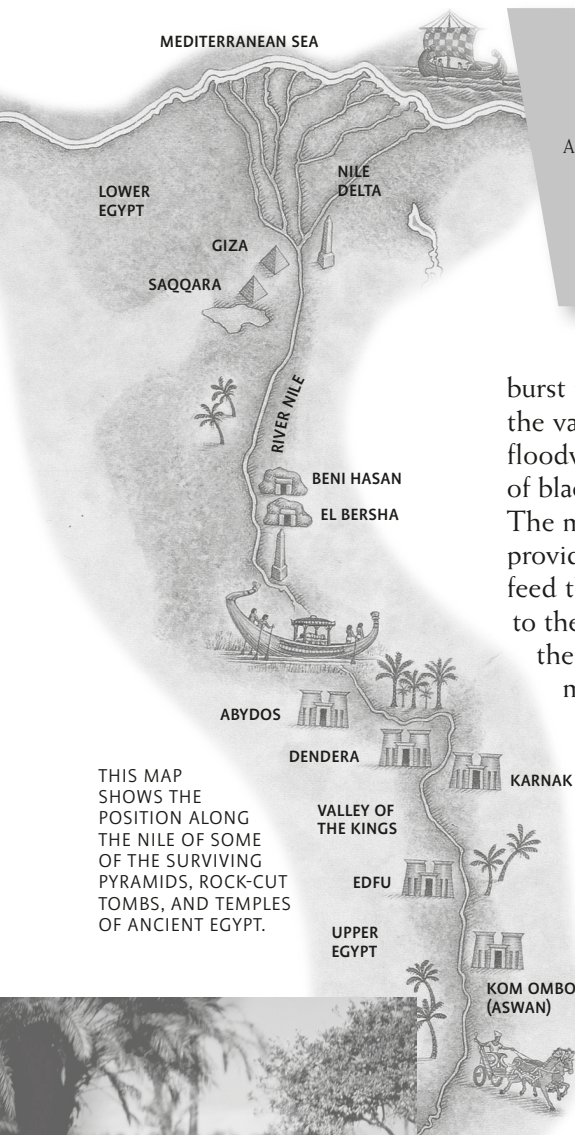 MEDITERRANEAN SEA
A
LOWER
EGYPT
NILE
DELTA
GIZA
SAQQARA
RIVER NILE
BENI HASAN
EL BERSHA
ABYDOS
DENDERA
KARNAK
VALLEY OF
THE KINGS
EDFU
UPPER
EGYPT
KOM OMBO
(ASWAN)
THIS MAP
SHOWS THE
POSITION ALONG
THE NILE OF SOME
OF THE SURVIVING
PYRAMIDS, ROCK-CUT
TOMBS, AND TEMPLES
OF ANCIENT EGYPT.
burst
the va
floodw
of blac
The m
provid
feed t
to the
the
m